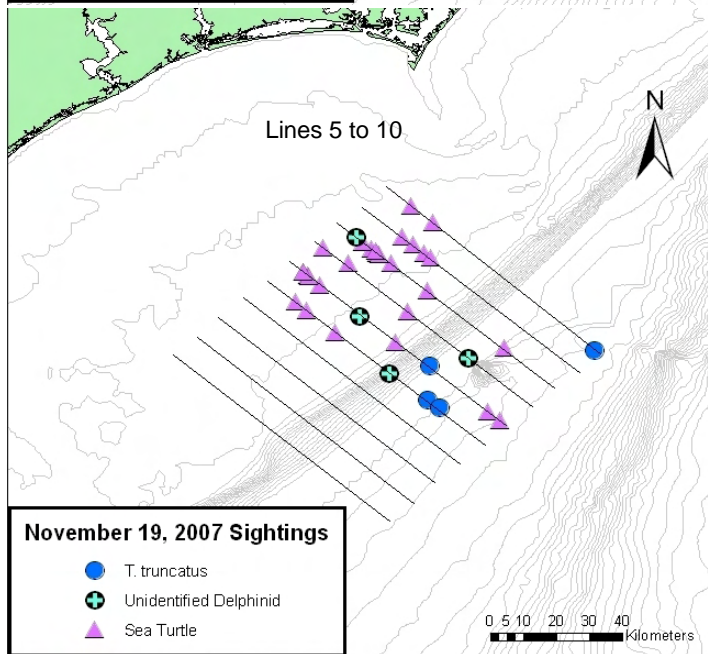 Lines 5 to 10
N
November 19, 2007 Sightings
T. truncatus
Unidentified Delphinid
Sea Turtle
0 5 10 20 30 40
Kilometers